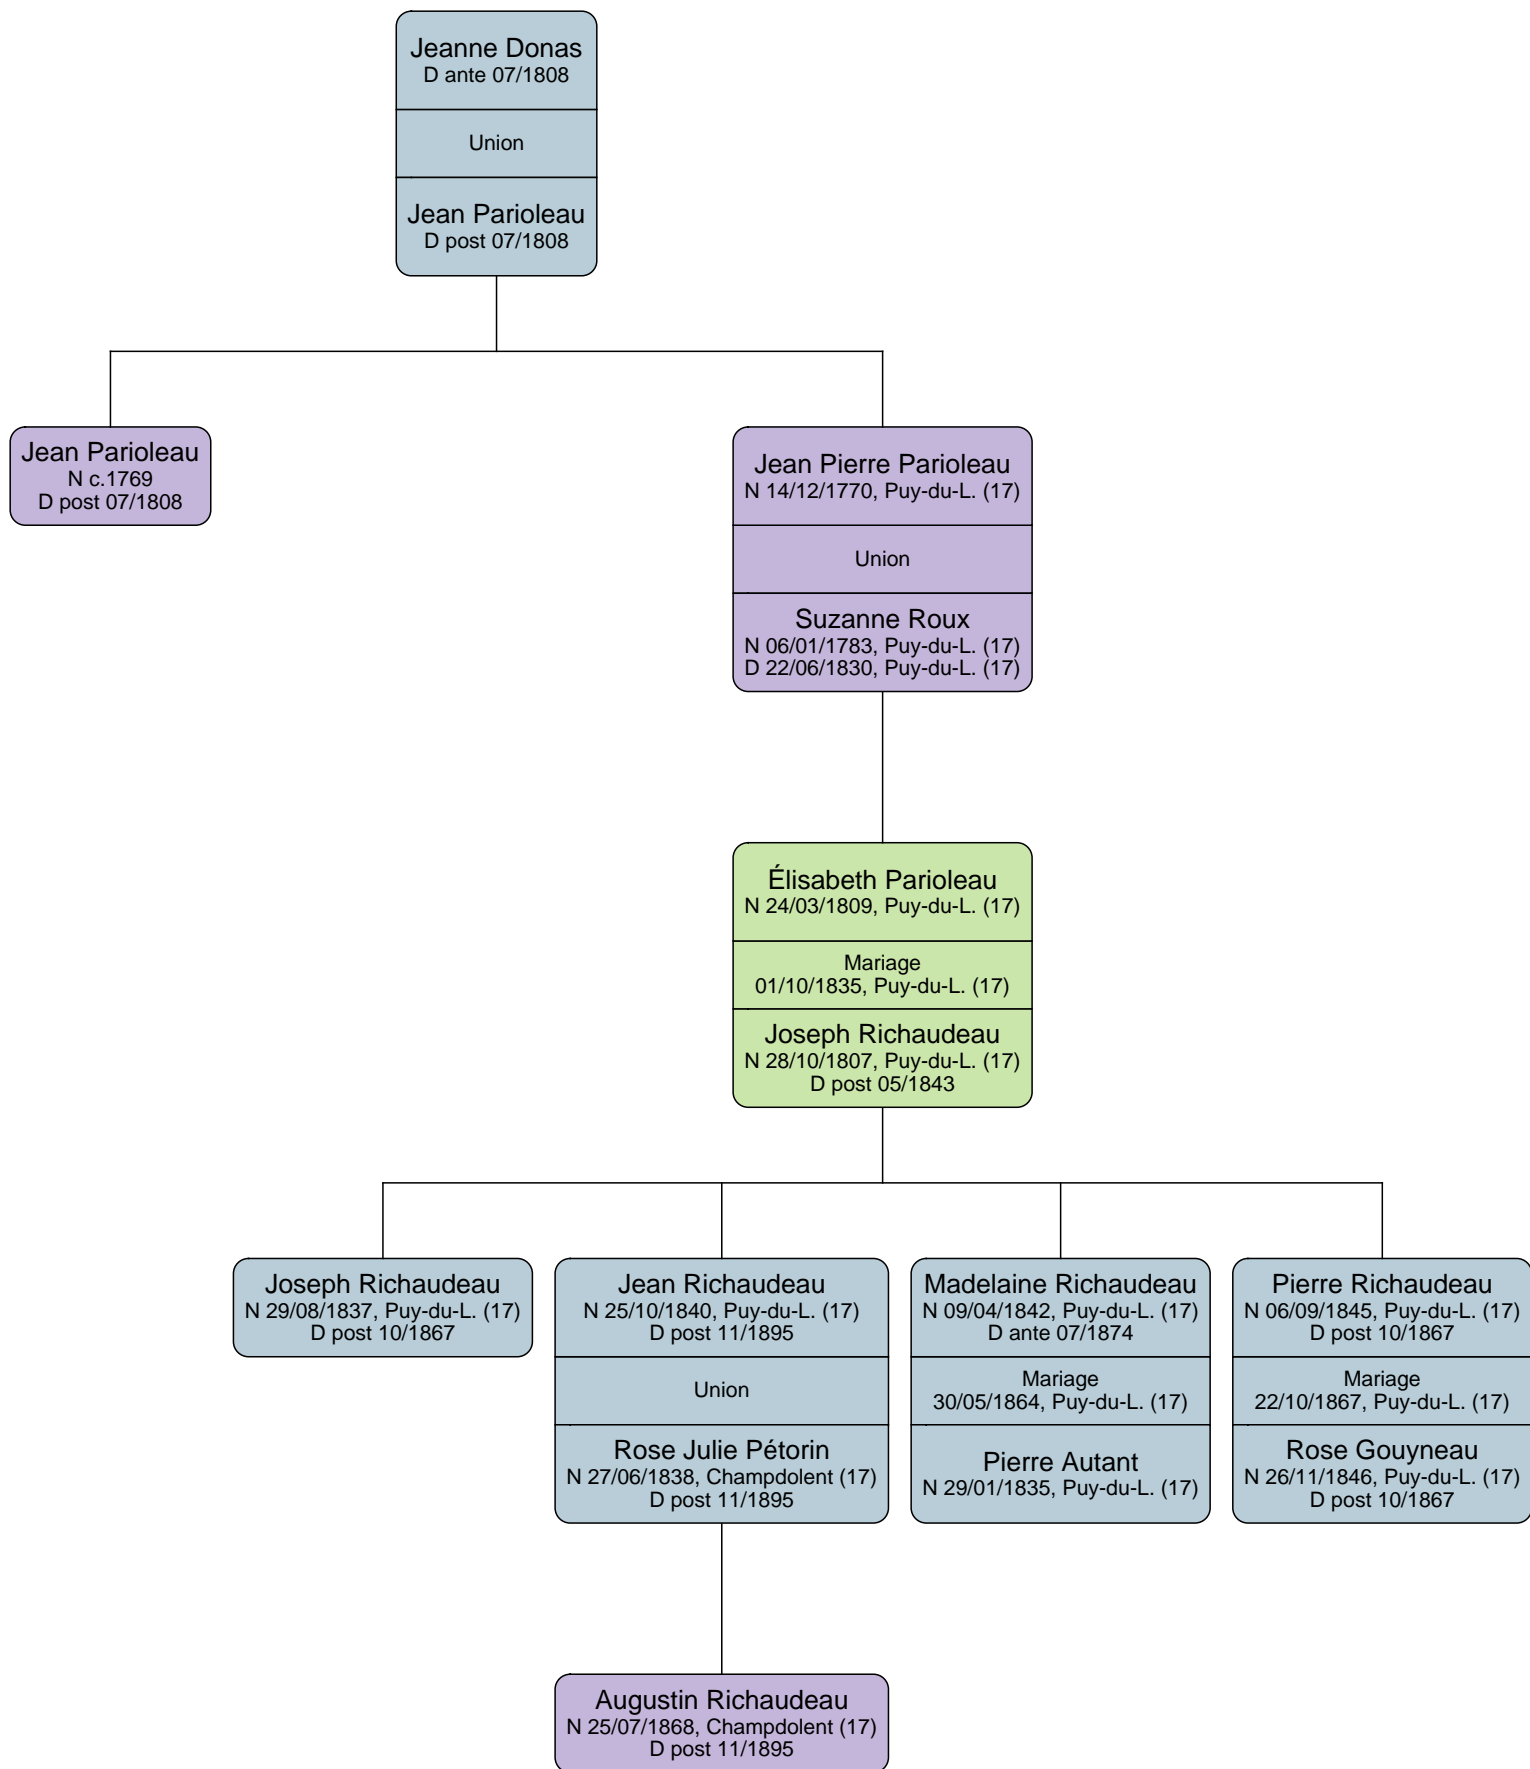 Jeanne Donas
D ante 07/1808
Union
Jean Parioleau
D post 07/1808
Jean Parioleau
N c.1769
D post 07/1808
Jean Pierre Parioleau
N 14/12/1770, Puy-du-L. (17)
Union
Suzanne Roux
N 06/01/1783, Puy-du-L. (17)
D 22/06/1830, Puy-du-L. (17)
Élisabeth Parioleau
N 24/03/1809, Puy-du-L. (17)
Mariage
01/10/1835, Puy-du-L. (17)
Joseph Richaudeau
N 28/10/1807, Puy-du-L. (17)
D post 05/1843
Joseph Richaudeau
N 29/08/1837, Puy-du-L. (17)
D post 10/1867
Jean Richaudeau
N 25/10/1840, Puy-du-L. (17)
D post 11/1895
Union
Rose Julie Pétorin
N 27/06/1838, Champdolent (17)
D post 11/1895
Madelaine Richaudeau
N 09/04/1842, Puy-du-L. (17)
D ante 07/1874
Mariage
30/05/1864, Puy-du-L. (17)
Pierre Autant
N 29/01/1835, Puy-du-L. (17)
Pierre Richaudeau
N 06/09/1845, Puy-du-L. (17)
D post 10/1867
Mariage
22/10/1867, Puy-du-L. (17)
Rose Gouyneau
N 26/11/1846, Puy-du-L. (17)
D post 10/1867
Augustin Richaudeau
N 25/07/1868, Champdolent (17)
D post 11/1895